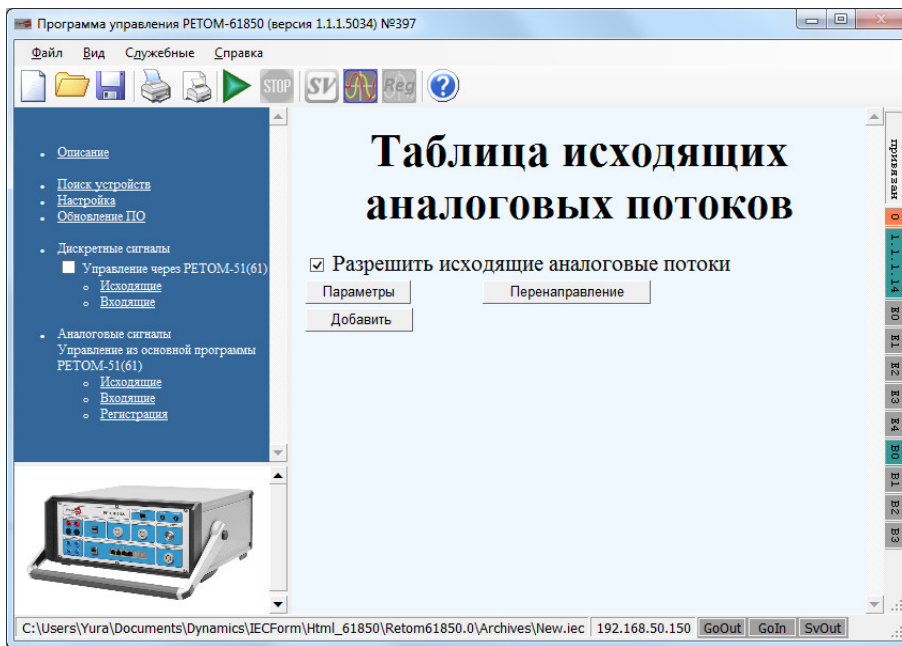 Программа управления РЕТОМ-61850 (версия 1.1.1.5034) №397
Файл Вид Служебные Справка
STOP SV Reg ?
Описание
Поиск устройств
Настройка
Обновление ПО
Дискретные сигналы
Управление через РЕТОМ-51(61)
Исходящие
Входящие
Аналоговые сигналы
Управление из основной программы
РЕТОМ-51(61)
Исходящие
Входящие
Регистрация
Таблица исходящих
аналоговых потоков
Разрешить исходящие аналоговые потоки
Параметры Перенаправление
Добавить
привязан
0
1.1.1.14
E0
E1
E2
E3
E4
B0
B1
B2
B3
C:\Users\Yura\Documents\Dynamics\IECForm\Html_61850\Retom61850.0\Archives\New.iec 192.168.50.150 GoOut GoIn SvOut